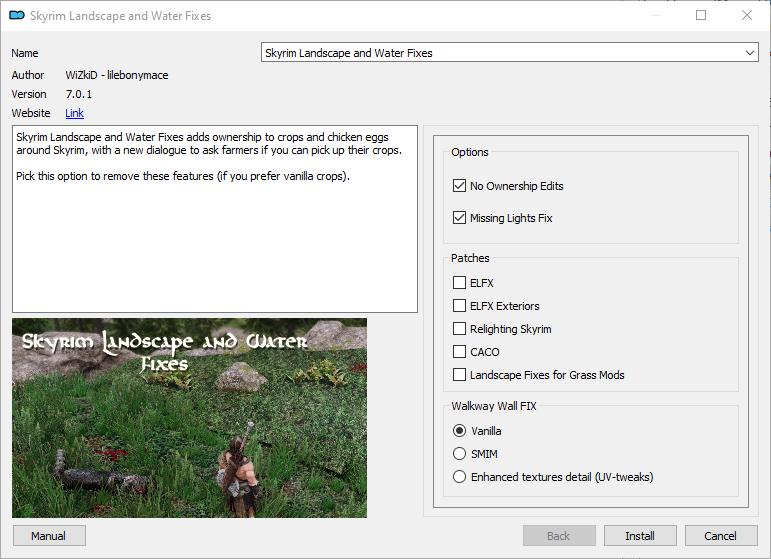 Skyrim Landscape and Water Fixes
Name
Skyrim Landscape and Water Fixes
Author WiZkiD - lilebonymace
Version 7.0.1
Website Link
Skyrim Landscape and Water Fixes adds ownership to crops and chicken eggs
around Skyrim, with a new dialogue to ask farmers if you can pick up their crops.
Pick this option to remove these features (if you prefer vanilla crops).
Skyrim Landscape and Water
Fixes
Options
No Ownership Edits
Missing Lights Fix
Patches
ELFX
ELFX Exteriors
Relighting Skyrim
CACO
Landscape Fixes for Grass Mods
Walkway Wall FIX
Vanilla
SMIM
Enhanced textures detail (UV-tweaks)
Manual
Back
Install
Cancel